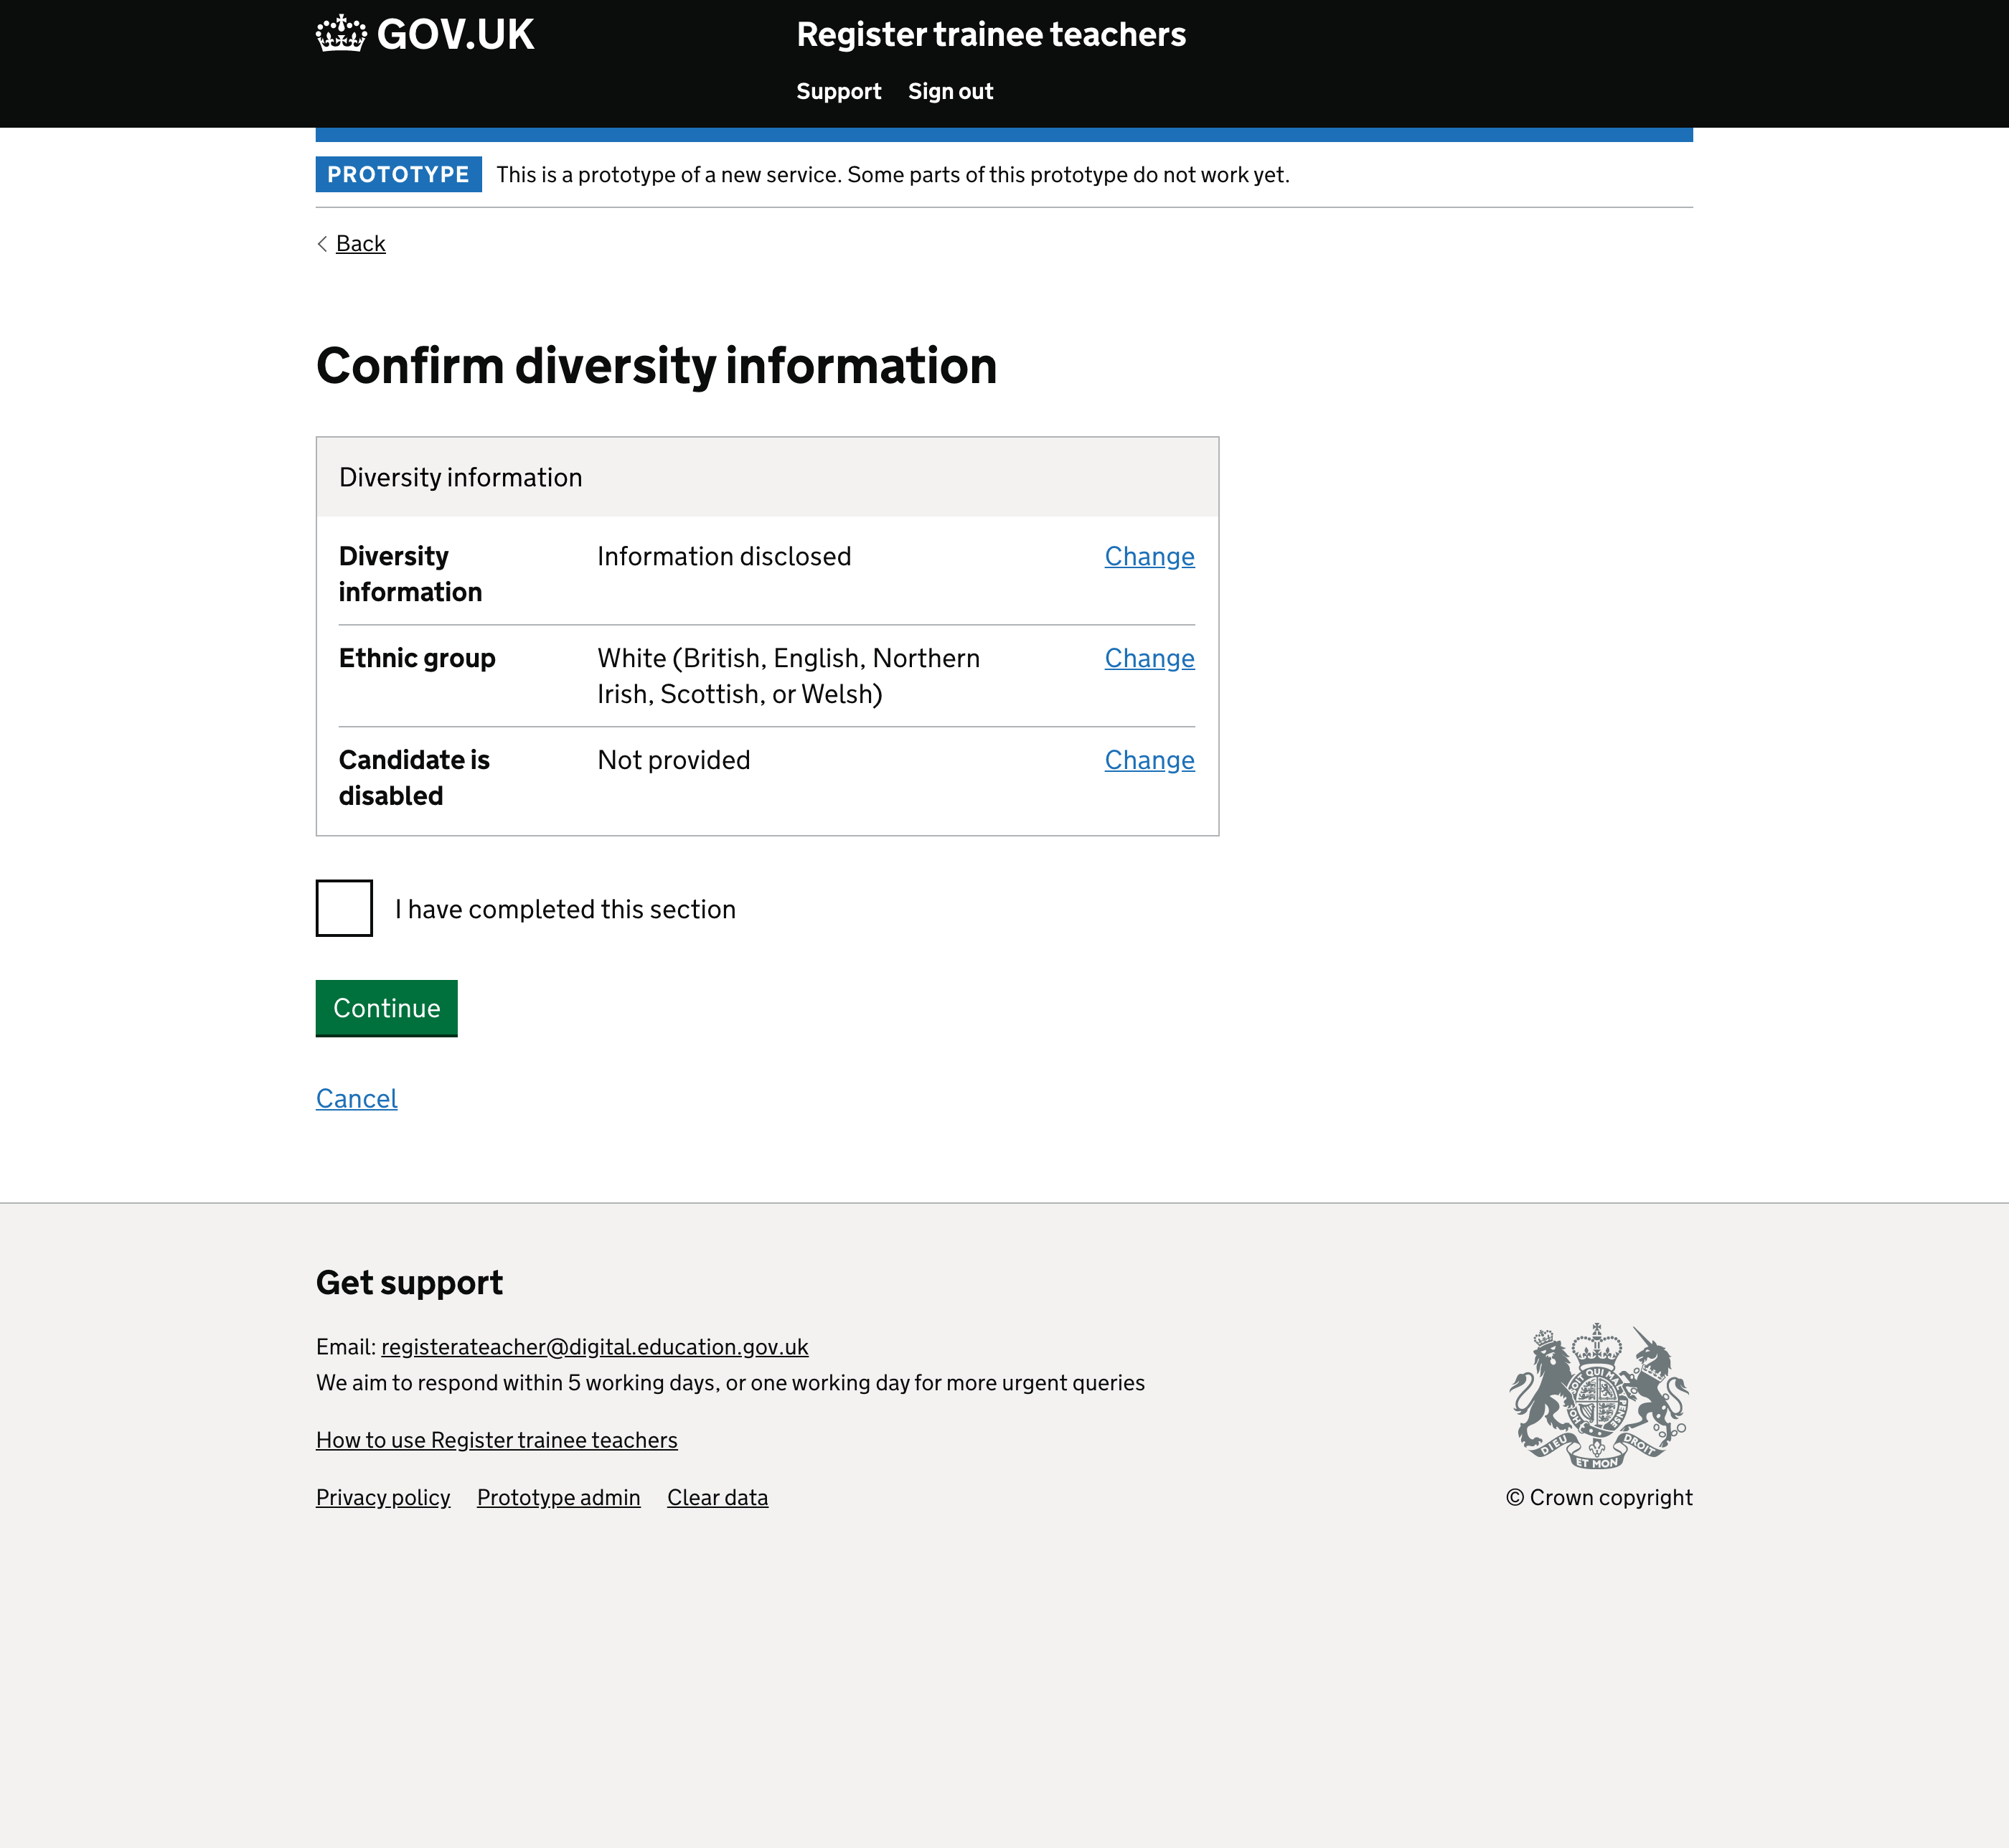 GOV.UK
Register trainee teachers
Support Sign out
PROTOTYPE This is a prototype of a new service. Some parts of this prototype do not work yet.
Back
Confirm diversity information
Diversity information
Diversity information Information disclosed Change
Ethnic group White (British, English, Northern Change
Irish, Scottish, or Welsh)
Candidate is disabled Not provided Change
I have completed this section
Continue
Cancel
Get support
Email: registerateacher@digital.education.gov.uk
We aim to respond within 5 working days, or one working day for more urgent queries
How to use Register trainee teachers
Privacy policy Prototype admin Clear data
DIEU ET MON DROIT
© Crown copyright